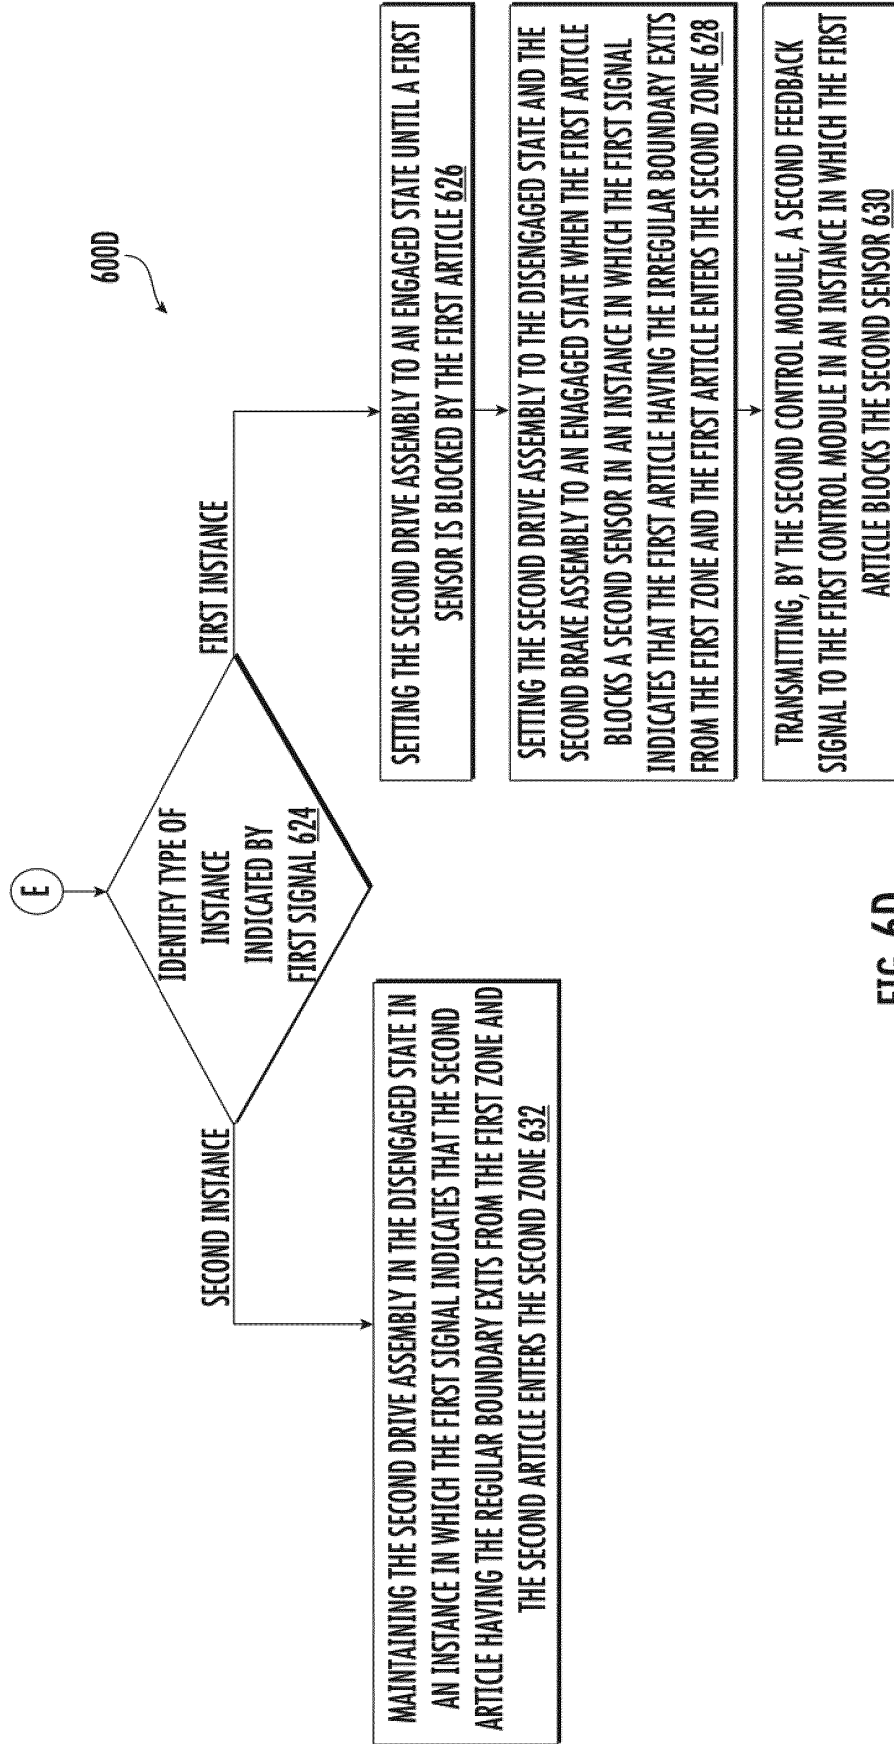 600D
E
IDENTIFY TYPE OF
INSTANCE
INDICATED BY
FIRST SIGNAL 624
SECOND INSTANCE
FIRST INSTANCE
MAINTAINING THE SECOND DRIVE ASSEMBLY IN THE DISENGAGED STATE IN
AN INSTANCE IN WHICH THE FIRST SIGNAL INDICATES THAT THE SECOND
ARTICLE HAVING THE REGULAR BOUNDARY EXITS FROM THE FIRST ZONE AND
THE SECOND ARTICLE ENTERS THE SECOND ZONE 632
SETTING THE SECOND DRIVE ASSEMBLY TO AN ENGAGED STATE UNTIL A FIRST
SENSOR IS BLOCKED BY THE FIRST ARTICLE 626
SETTING THE SECOND DRIVE ASSEMBLY TO THE DISENGAGED STATE AND THE
SECOND BRAKE ASSEMBLY TO AN ENAGAGED STATE WHEN THE FIRST ARTICLE
BLOCKS A SECOND SENSOR IN AN INSTANCE IN WHICH THE FIRST SIGNAL
INDICATES THAT THE FIRST ARTICLE HAVING THE IRREGULAR BOUNDARY EXITS
FROM THE FIRST ZONE AND THE FIRST ARTICLE ENTERS THE SECOND ZONE 628
TRANSMITTING, BY THE SECOND CONTROL MODULE, A SECOND FEEDBACK
SIGNAL TO THE FIRST CONTROL MODULE IN AN INSTANCE IN WHICH THE FIRST
ARTICLE BLOCKS THE SECOND SENSOR 630
FIG. 6D